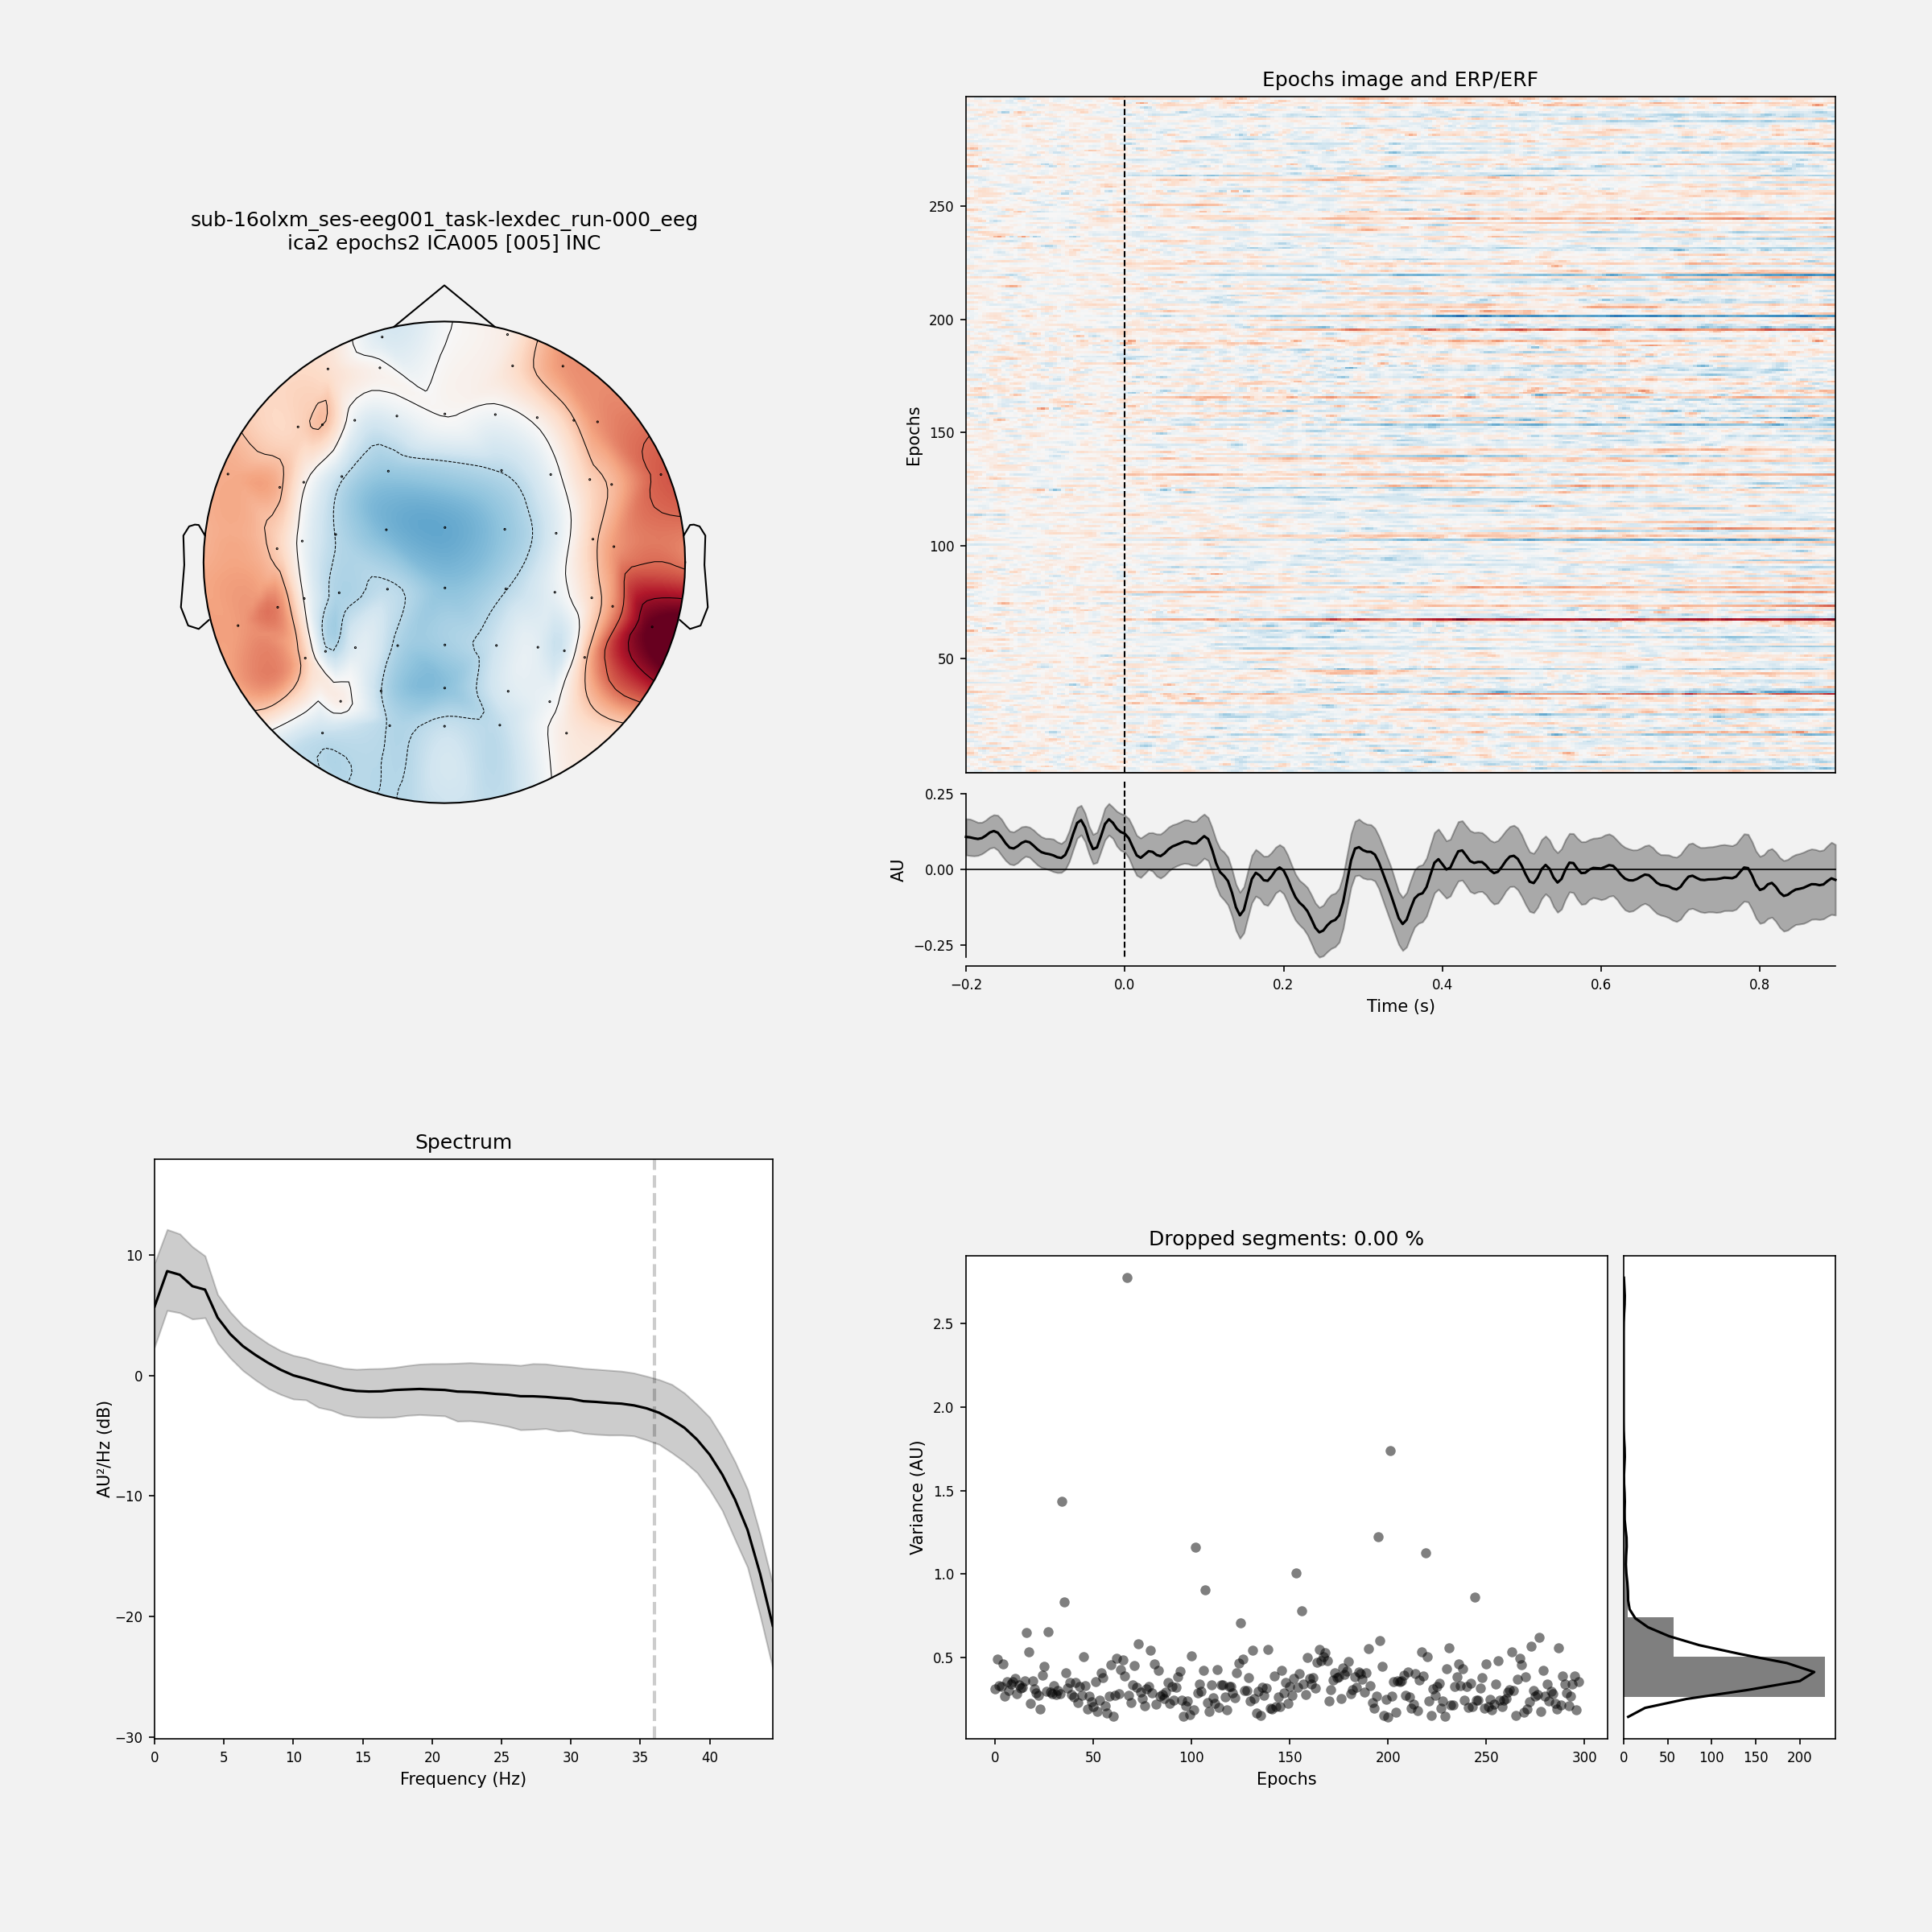 sub-16olxm_ses-eeg001_task-lexdec_run-000_eeg
ica2 epochs2 ICA005 [005] INC
Epochs image and ERP/ERF
250
200
150
100
50
Epochs
0.25
0.00
−0.25
AU
−0.2 0.0 0.2 0.4 0.6 0.8
Time (s)
Spectrum
10
0
−10
−20
−30
AU²/Hz (dB)
0 5 10 15 20 25 30 35 40
Frequency (Hz)
Dropped segments: 0.00 %
2.5
2.0
1.5
1.0
0.5
Variance (AU)
0 50 100 150 200 250 300
Epochs
0 50 100 150 200